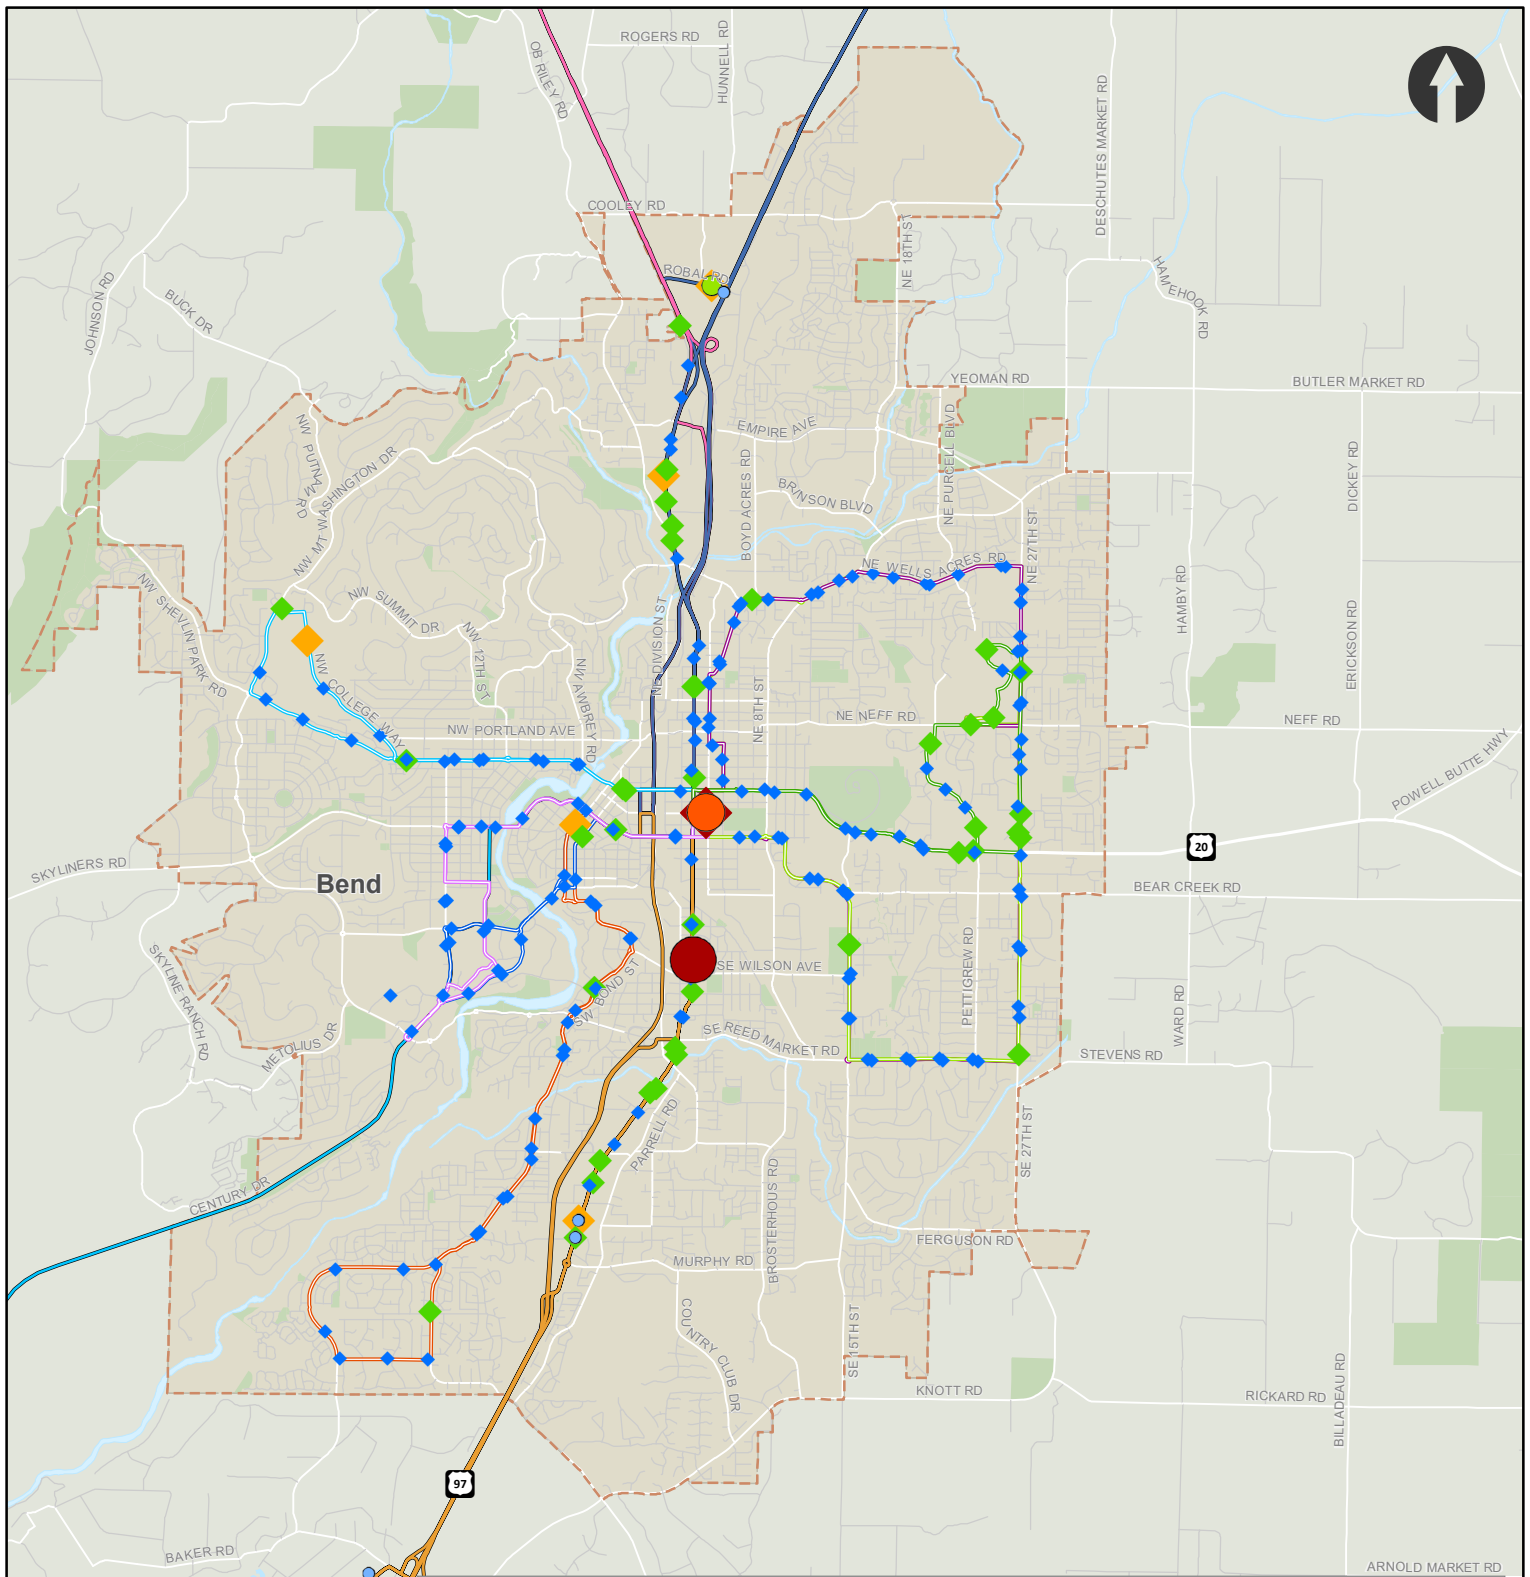 ROGERS RD
OB RILEY RD
HUNNELL RD
DESCHUTES MARKET RD
COOLEY RD
NE 18TH ST
ROBAL RD
HAMEHOOK RD
JOHNSON RD
BUCK DR
YEOMAN RD
BUTLER MARKET RD
EMPIRE AVE
NE PURCELL BLVD
NW PUTNAM RD
NW MT WASHINGTON DR
BOYD ACRES RD
BRINSON BLVD
DICKEY RD
NE 27TH ST
NE WELLS ACRES RD
NW SHEVLIN PARK RD
NW SUMMIT DR
NW 12TH ST
NE DIVISION ST
HAMBY RD
ERICKSON RD
NW COLLEGE WAY
NW AWBREY RD
NE 8TH ST
NW PORTLAND AVE
NE NEFF RD
NEFF RD
POWELL BUTTE HWY
SKYLINERS RD
20
Bend
BEAR CREEK RD
SKYLINE RANCH RD
SE WILSON AVE
PETTIGREW RD
SW BOND ST
METOLIUS DR
SE REED MARKET RD
WARD RD
STEVENS RD
PARRELL RD
SE 27TH ST
CENTURY DR
BROSTERHOUS RD
FERGUSON RD
MURPHY RD
COUNTRY CLUB DR
SE 15TH ST
KNOTT RD
RICKARD RD
BILLADEAU RD
97
BAKER RD
ARNOLD MARKET RD